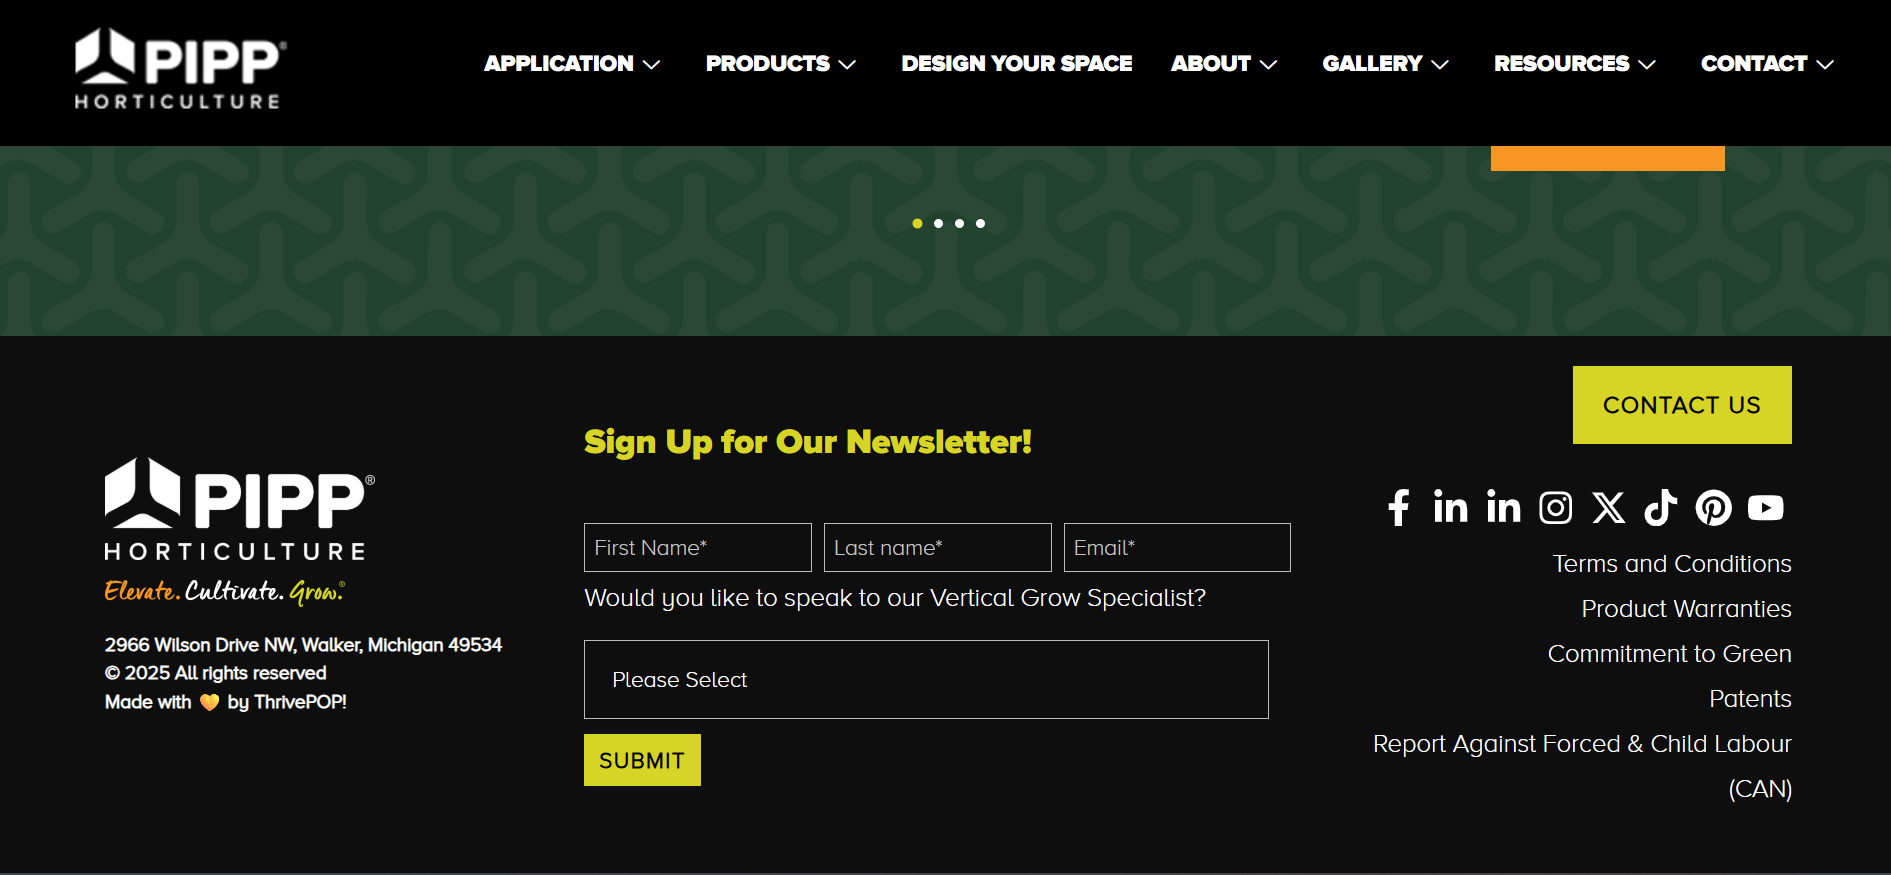 PIPP®
HORTICULTURE
APPLICATION
PRODUCTS
DESIGN YOUR SPACE
ABOUT
GALLERY
RESOURCES
CONTACT
PIPP®
HORTICULTURE
Elevate. Cultivate. Grow.®
2966 Wilson Drive NW, Walker, Michigan 49534
© 2025 All rights reserved
Made with 🧡 by ThrivePOP!
Sign Up for Our Newsletter!
First Name*
Last name*
Email*
Would you like to speak to our Vertical Grow Specialist?
Please Select
SUBMIT
CONTACT US
Terms and Conditions
Product Warranties
Commitment to Green
Patents
Report Against Forced & Child Labour
(CAN)